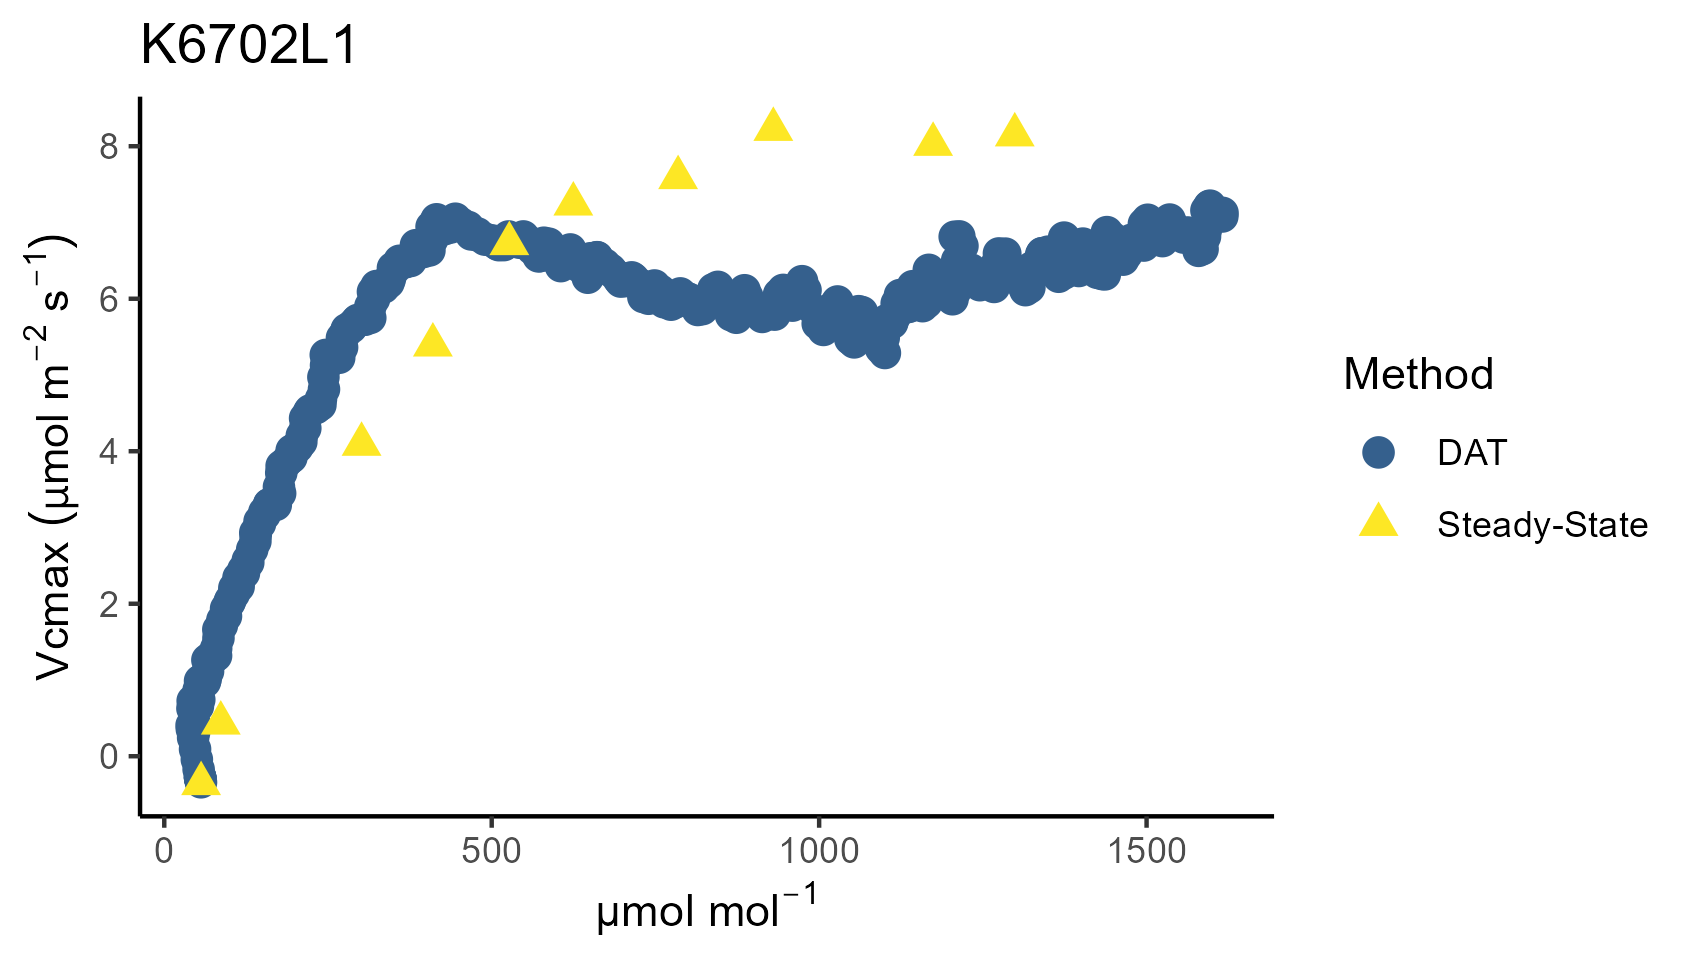 K6702L1
8
6
4
2
0
Vcmax (µmol m⁻² s⁻¹)
0 500 1000 1500
µmol mol⁻¹
Method
DAT
Steady-State